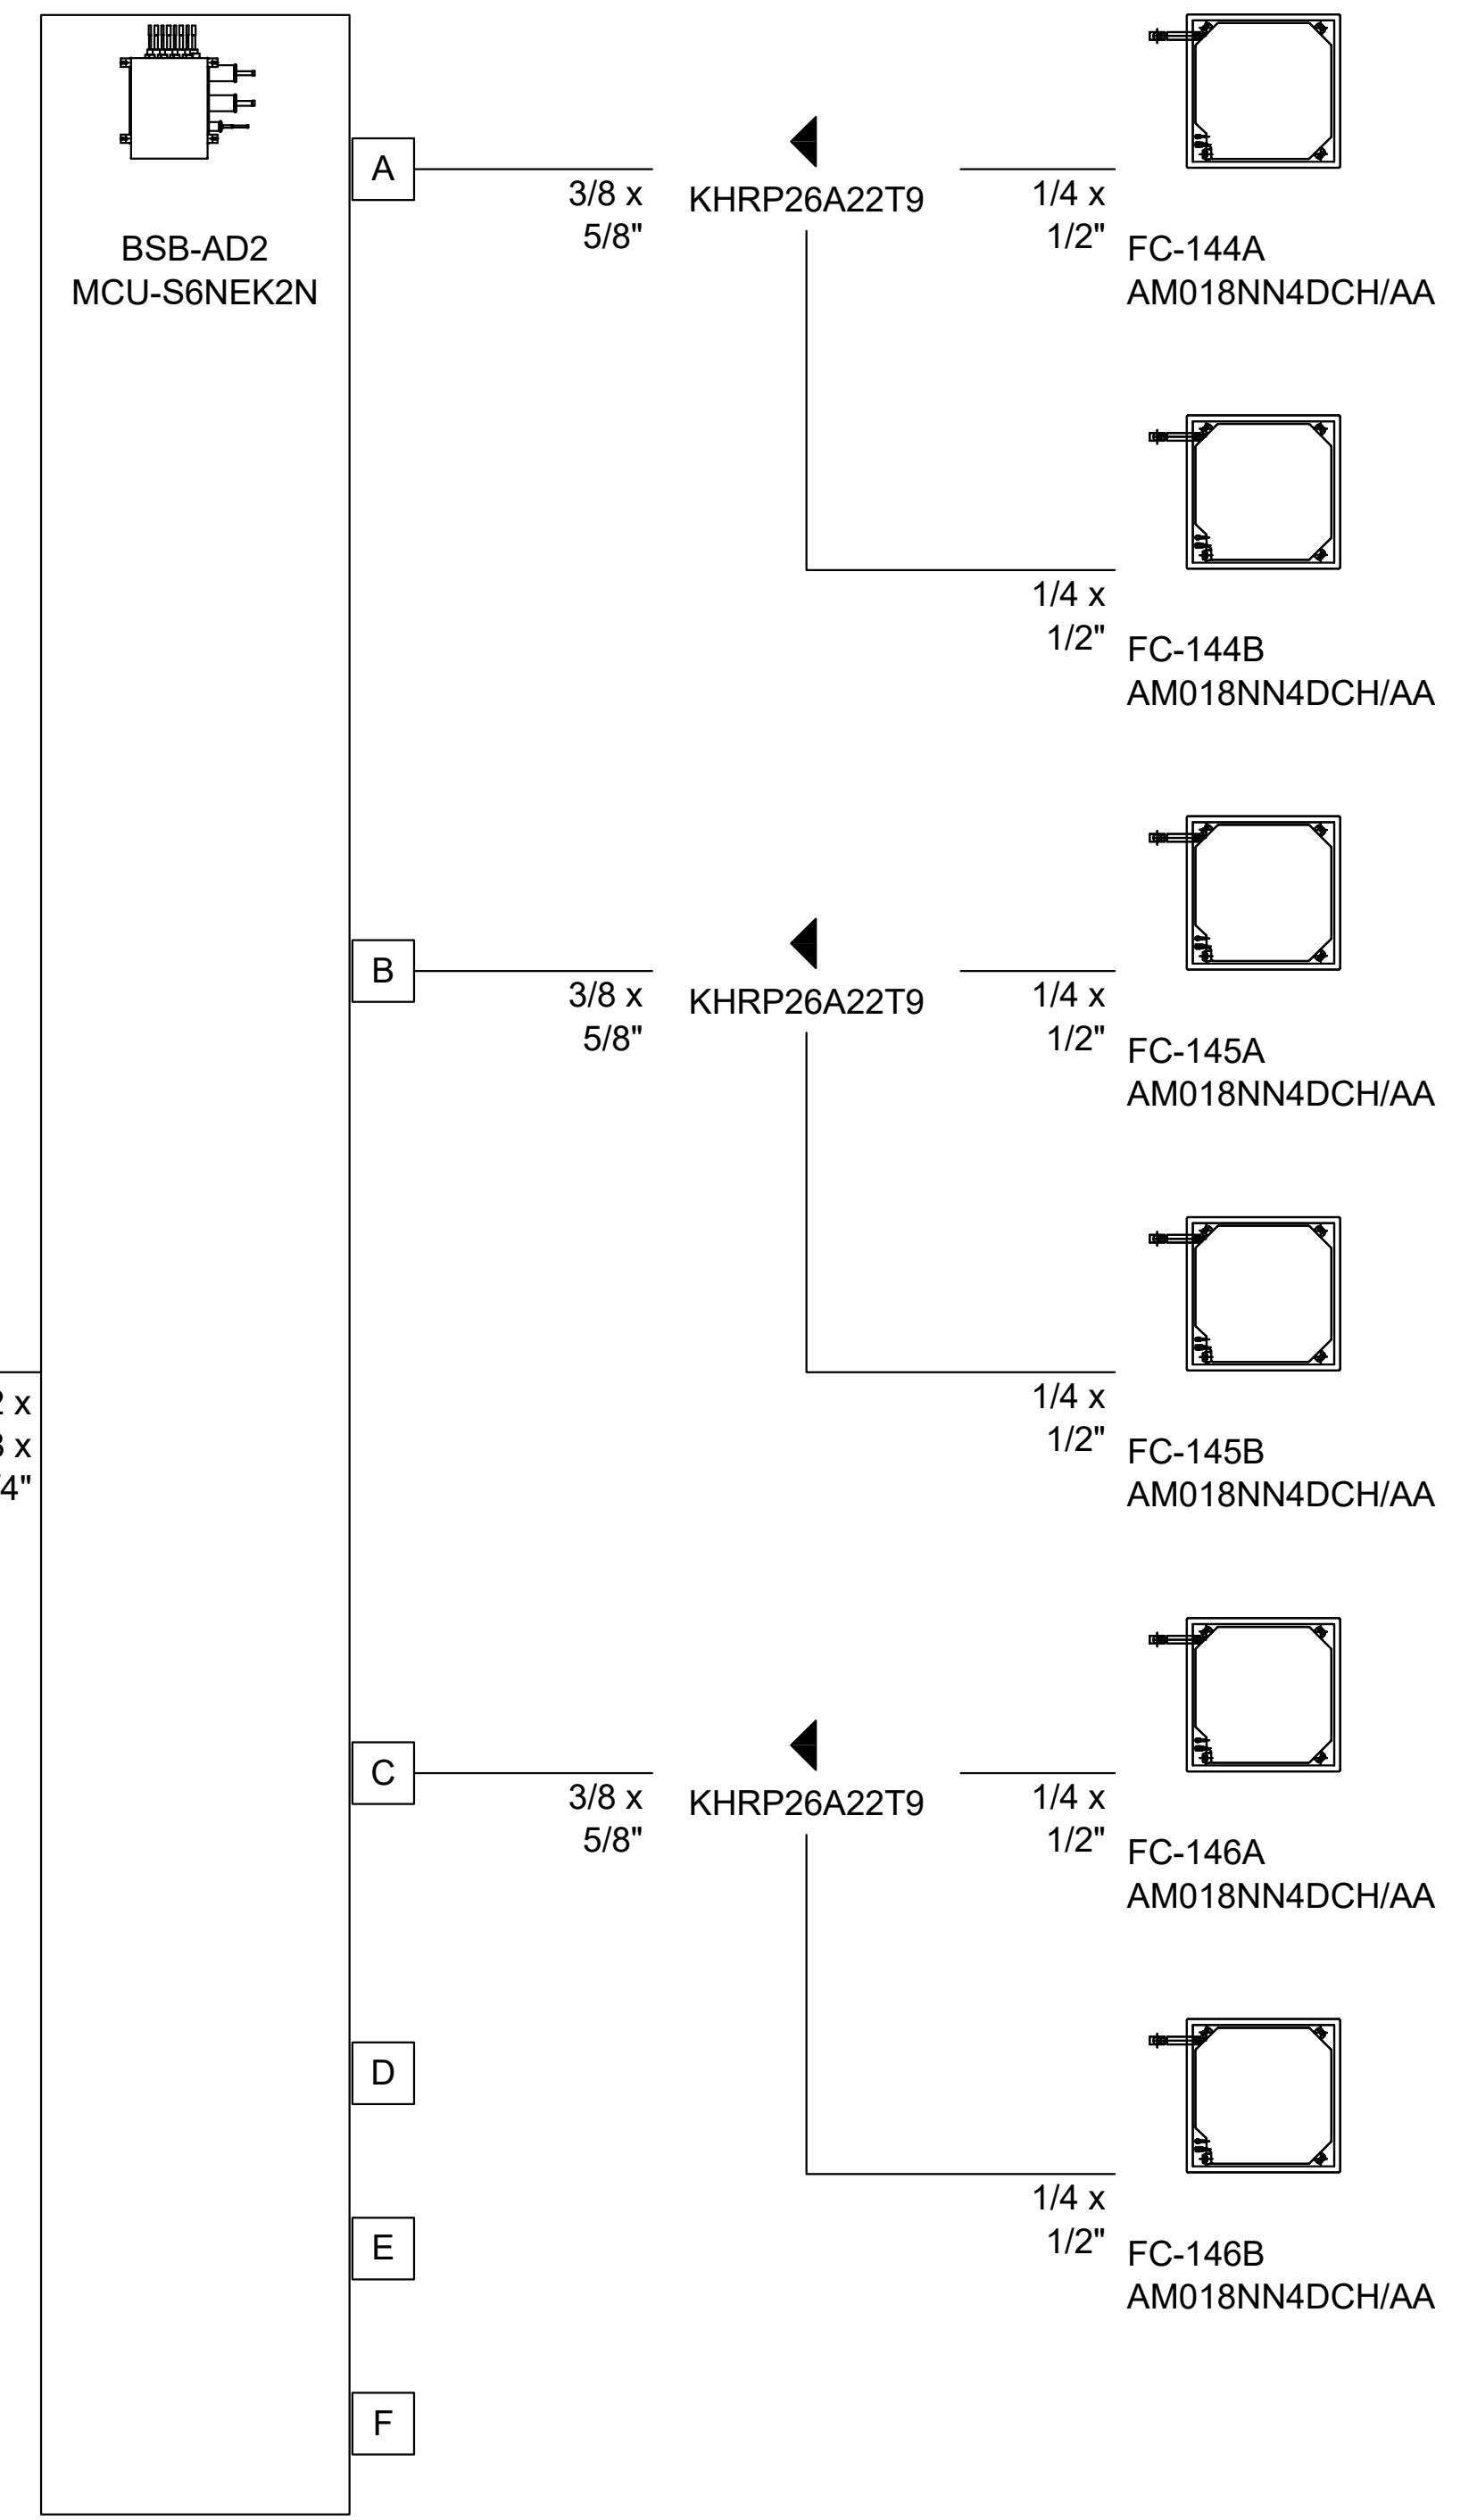 BSB-AD2
MCU-S6NEK2N
A
3/8 x
5/8"
KHRP26A22T9
1/4 x
1/2"
FC-144A
AM018NN4DCH/AA
1/4 x
1/2"
FC-144B
AM018NN4DCH/AA
B
3/8 x
5/8"
KHRP26A22T9
1/4 x
1/2"
FC-145A
AM018NN4DCH/AA
x
x
4"
1/4 x
1/2"
FC-145B
AM018NN4DCH/AA
C
3/8 x
5/8"
KHRP26A22T9
1/4 x
1/2"
FC-146A
AM018NN4DCH/AA
D
1/4 x
1/2"
FC-146B
AM018NN4DCH/AA
E
F